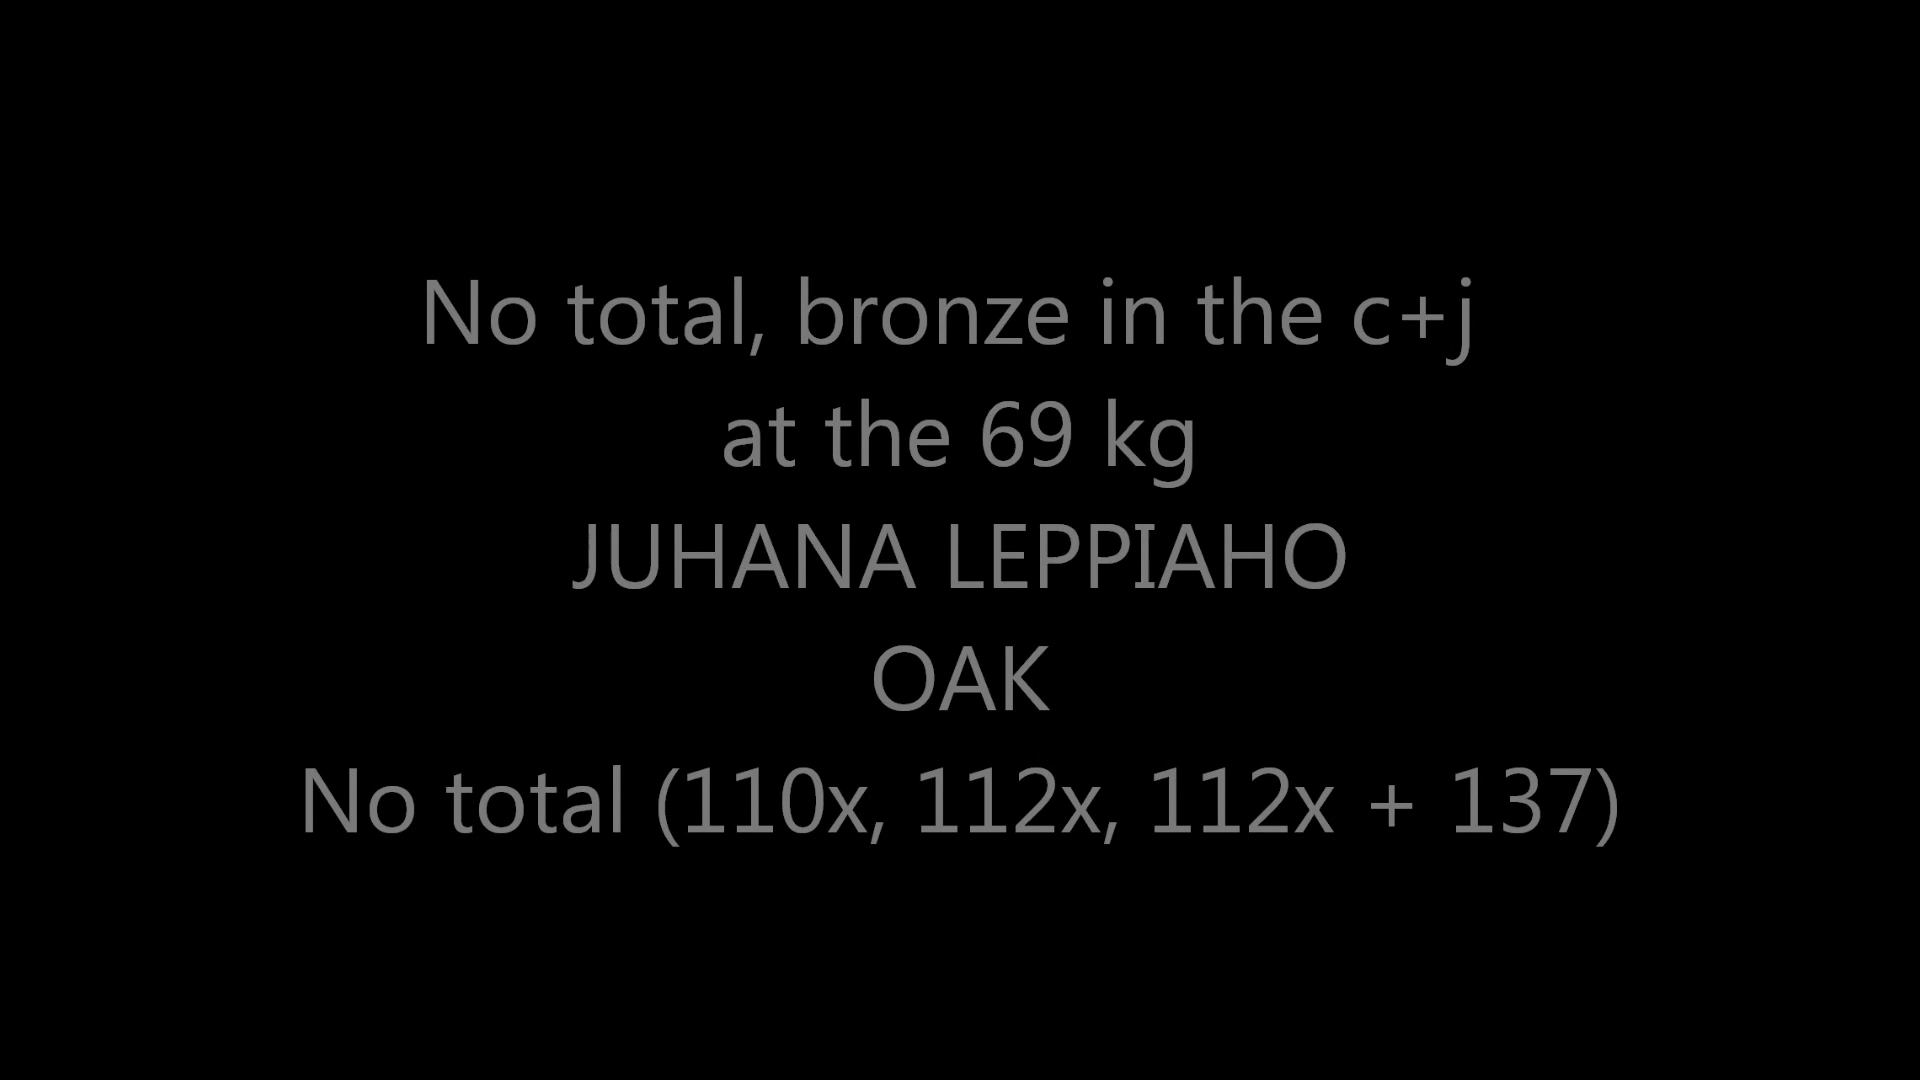 No total, bronze in the c+j
at the 69 kg
JUHANA LEPPIAHO
OAK
No total (110x, 112x, 112x + 137)